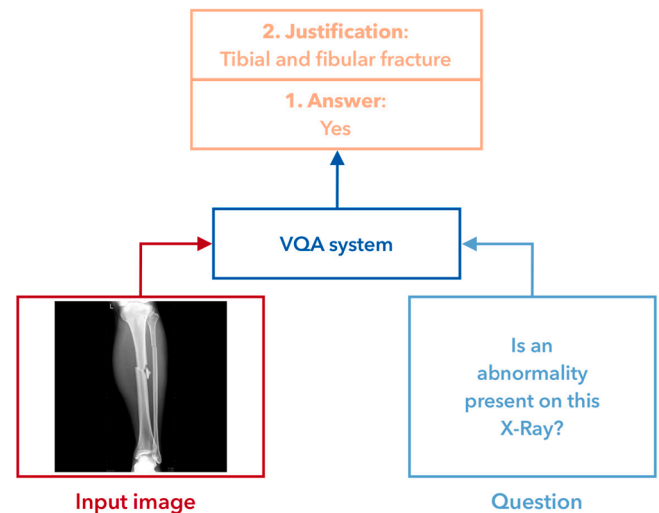 2. Justification:
Tibial and fibular fracture
1. Answer:
Yes
VQA system
Is an
abnormality
present on this
X-Ray?
Input image
Question